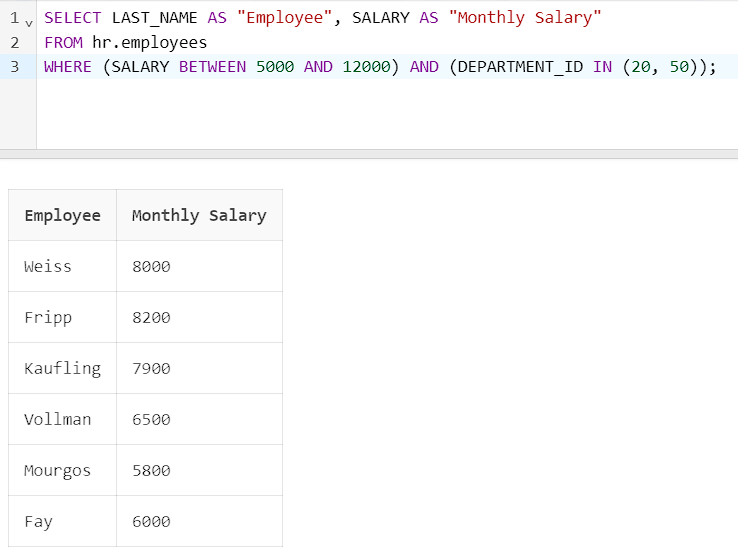 1 SELECT LAST_NAME AS "Employee", SALARY AS "Monthly Salary"
2 FROM hr.employees
3 WHERE (SALARY BETWEEN 5000 AND 12000) AND (DEPARTMENT_ID IN (20, 50));
Employee Monthly Salary
Weiss 8000
Fripp 8200
Kaufling 7900
Vollman 6500
Mourgos 5800
Fay 6000